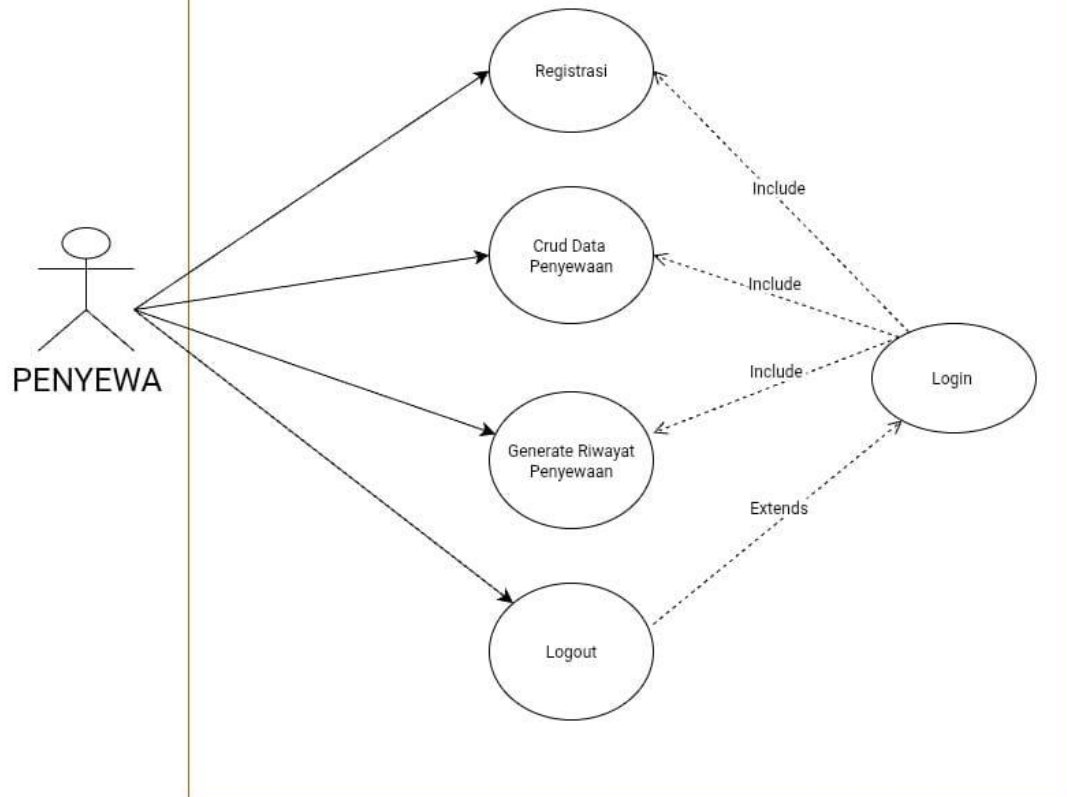 Registrasi
Include
Crud Data
Penyewaan
Include
PENYEWA
Include
Login
Generate Riwayat
Penyewaan
Extends
Logout